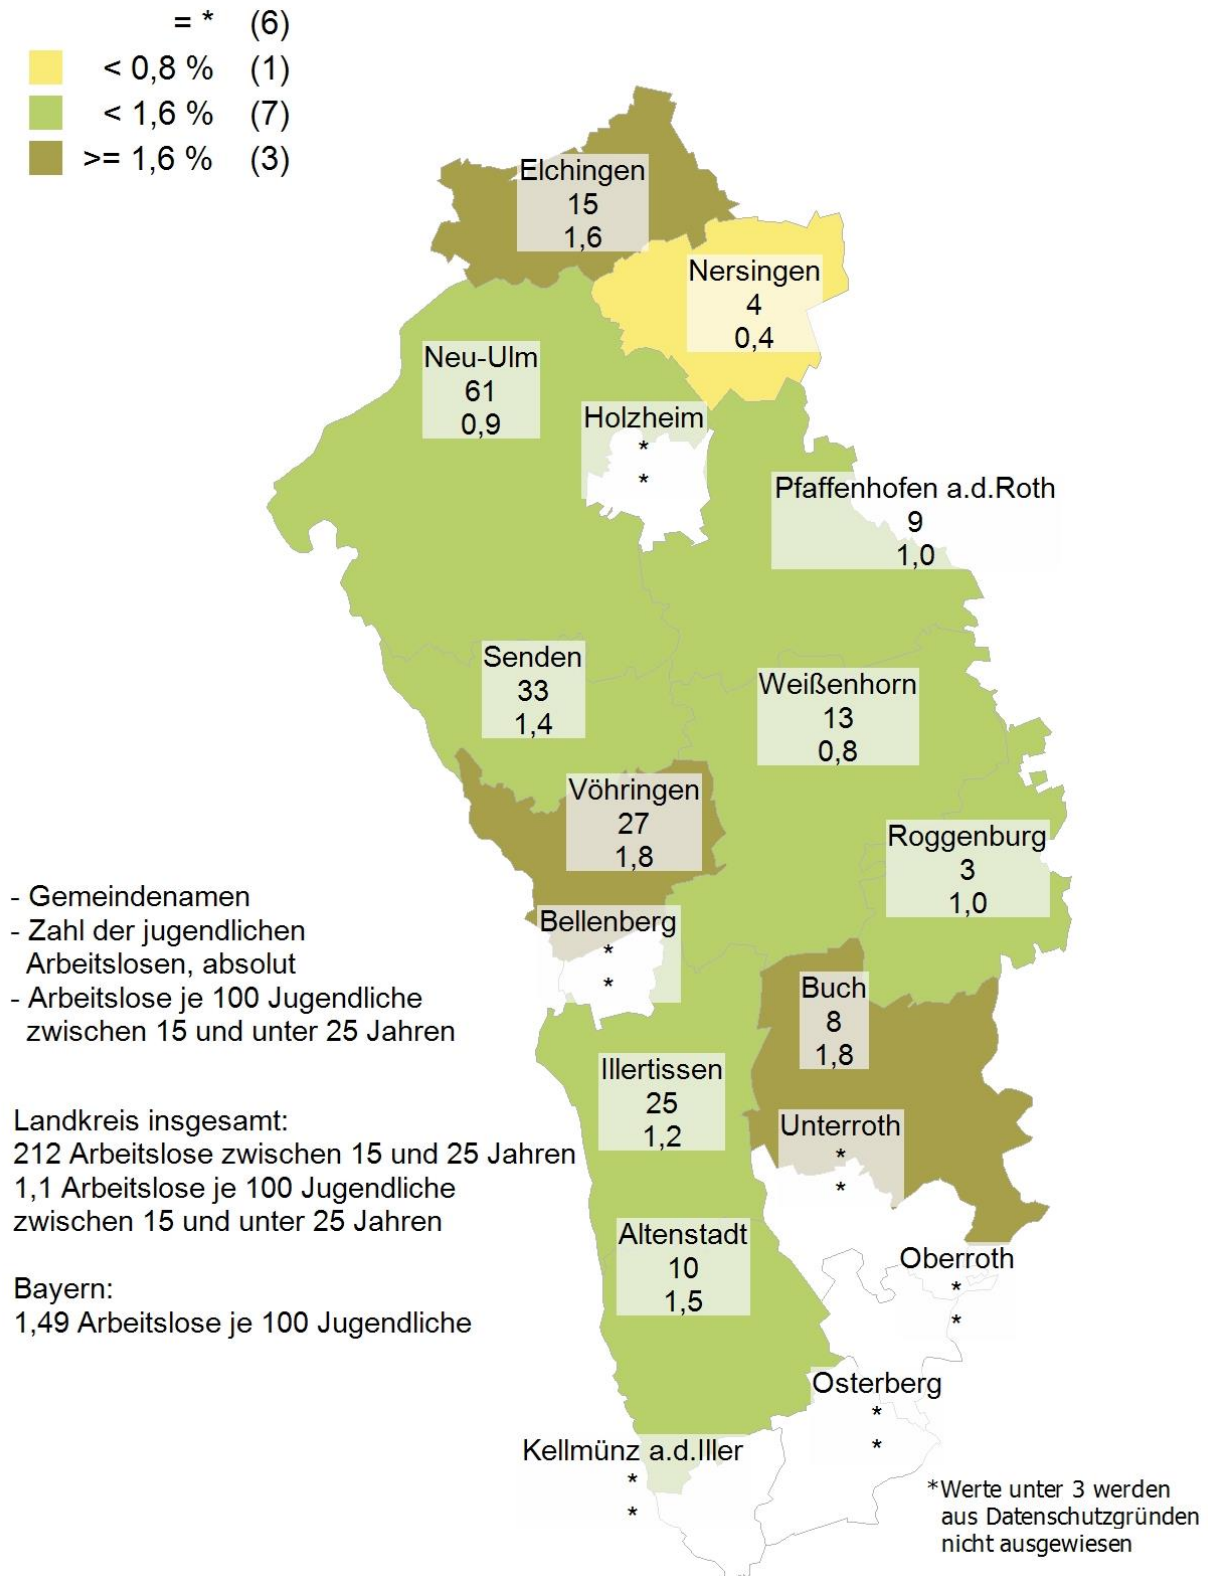 = * (6)
< 0,8 % (1)
< 1,6 % (7)
>= 1,6 % (3)
Elchingen
15
1,6
Nersingen
4
0,4
Neu-Ulm
61
0,9
Holzheim
*
*
Pfaffenhofen a.d.Roth
9
1,0
Senden
33
1,4
Weißenhorn
13
0,8
Vöhringen
27
1,8
Roggenburg
3
1,0
Bellenberg
*
*
Buch
8
1,8
Illertissen
25
1,2
Unterroth
*
*
Altenstadt
10
1,5
Oberroth
*
*
Osterberg
*
*
Kellmünz a.d.Iller
*
*
- Gemeindenamen
- Zahl der jugendlichen
Arbeitslosen, absolut
- Arbeitslose je 100 Jugendliche
zwischen 15 und unter 25 Jahren
Landkreis insgesamt:
212 Arbeitslose zwischen 15 und 25 Jahren
1,1 Arbeitslose je 100 Jugendliche
zwischen 15 und unter 25 Jahren
Bayern:
1,49 Arbeitslose je 100 Jugendliche
*Werte unter 3 werden
aus Datenschutzgründen
nicht ausgewiesen